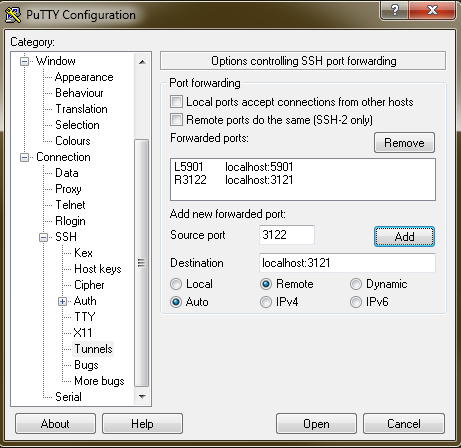 PuTTY Configuration
Category:
Window
Appearance
Behaviour
Translation
Selection
Colours
Connection
Data
Proxy
Telnet
Rlogin
SSH
Kex
Host keys
Cipher
Auth
TTY
X11
Tunnels
Bugs
More bugs
Serial
Options controlling SSH port forwarding
Port forwarding
Local ports accept connections from other hosts
Remote ports do the same (SSH-2 only)
Forwarded ports:
Remove
L5901 localhost:5901
R3122 localhost:3121
Add new forwarded port:
Source port 3122 Add
Destination localhost:3121
Local Remote Dynamic
Auto IPv4 IPv6
About Help Open Cancel